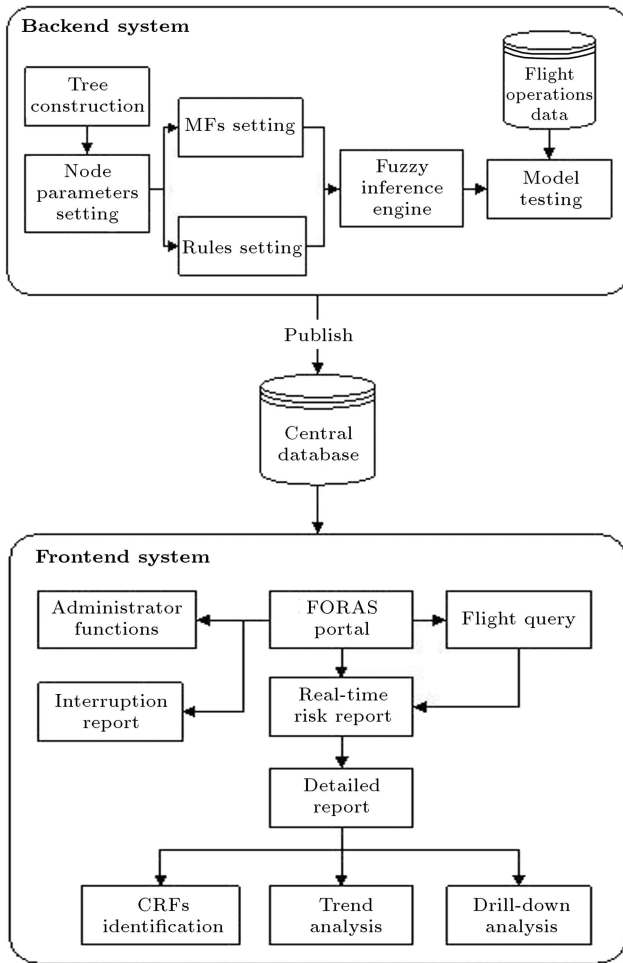 Backend system
Tree
construction
MFs setting
Flight
operations
data
Node
parameters
setting
Fuzzy
inference
engine
Model
testing
Rules setting
Publish
Central
database
Frontend system
Administrator
functions
FORAS
portal
Flight query
Interruption
report
Real-time
risk report
Detailed
report
CRFs
identification
Trend
analysis
Drill-down
analysis